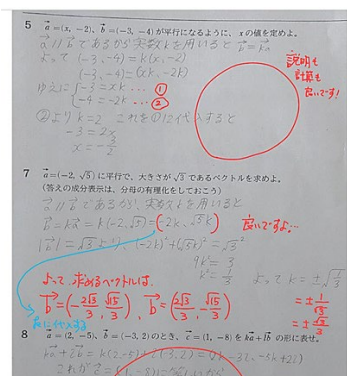 5 a⃗=(x, -2), b⃗=(-3, -4) が平行になるように, xの値を定めよ。
a⃗ // b⃗ であるから実数kを用いると b⃗=ka⃗
よって (-3, -4) = k(x, -2)
(-3, -4) = (xk, -2k)
ゆえに { -3 = xk … ①
-4 = -2k … ②
②より k=2 これを①に代入すると
-3 = 2x
x = -3/2
説明も
計算も
良いです!
7 a⃗=(-2, √5) に平行で, 大きさが√3であるベクトルを求めよ。
(答えの成分表示は, 分母の有理化をしておこう)
a⃗ // b⃗ であるから, 実数kを用いると
b⃗ = ka⃗ = k(-2, √5) = (-2k, √5k) 良いですよ…
|b⃗| = √3 より, (-2k)² + (√5k)² = √3²
9k² = 3
k² = 1/3 よって k = ±√1/3
= ±1/√3
= ±√3/3
よって、求めるベクトルは
b⃗ = (-2√3/3, √15/3), b⃗ = (2√3/3, -√15/3)
に代入する
8 a⃗=(2, -5), b⃗=(-3, 2) のとき, c⃗=(1, -8) を ka⃗+lb⃗ の形に表せ。